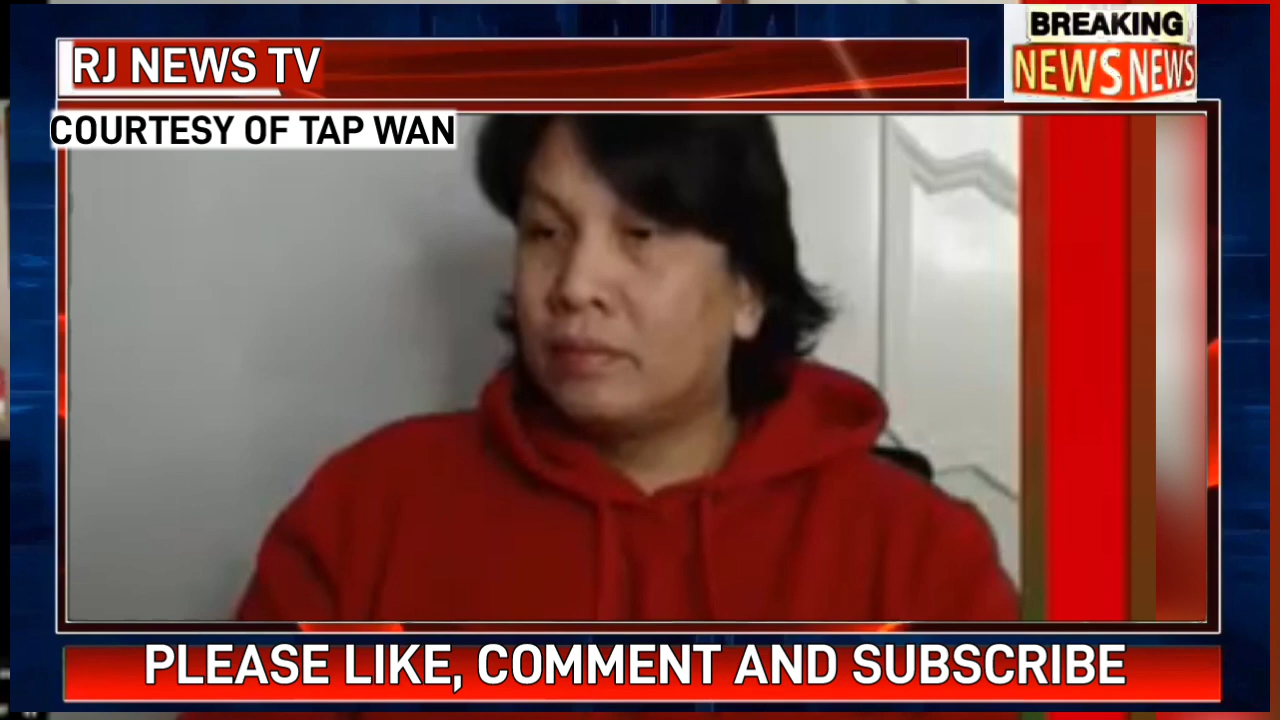 RJ NEWS TV
BREAKING
NEWS NEWS
COURTESY OF TAP WAN
PLEASE LIKE, COMMENT AND SUBSCRIBE